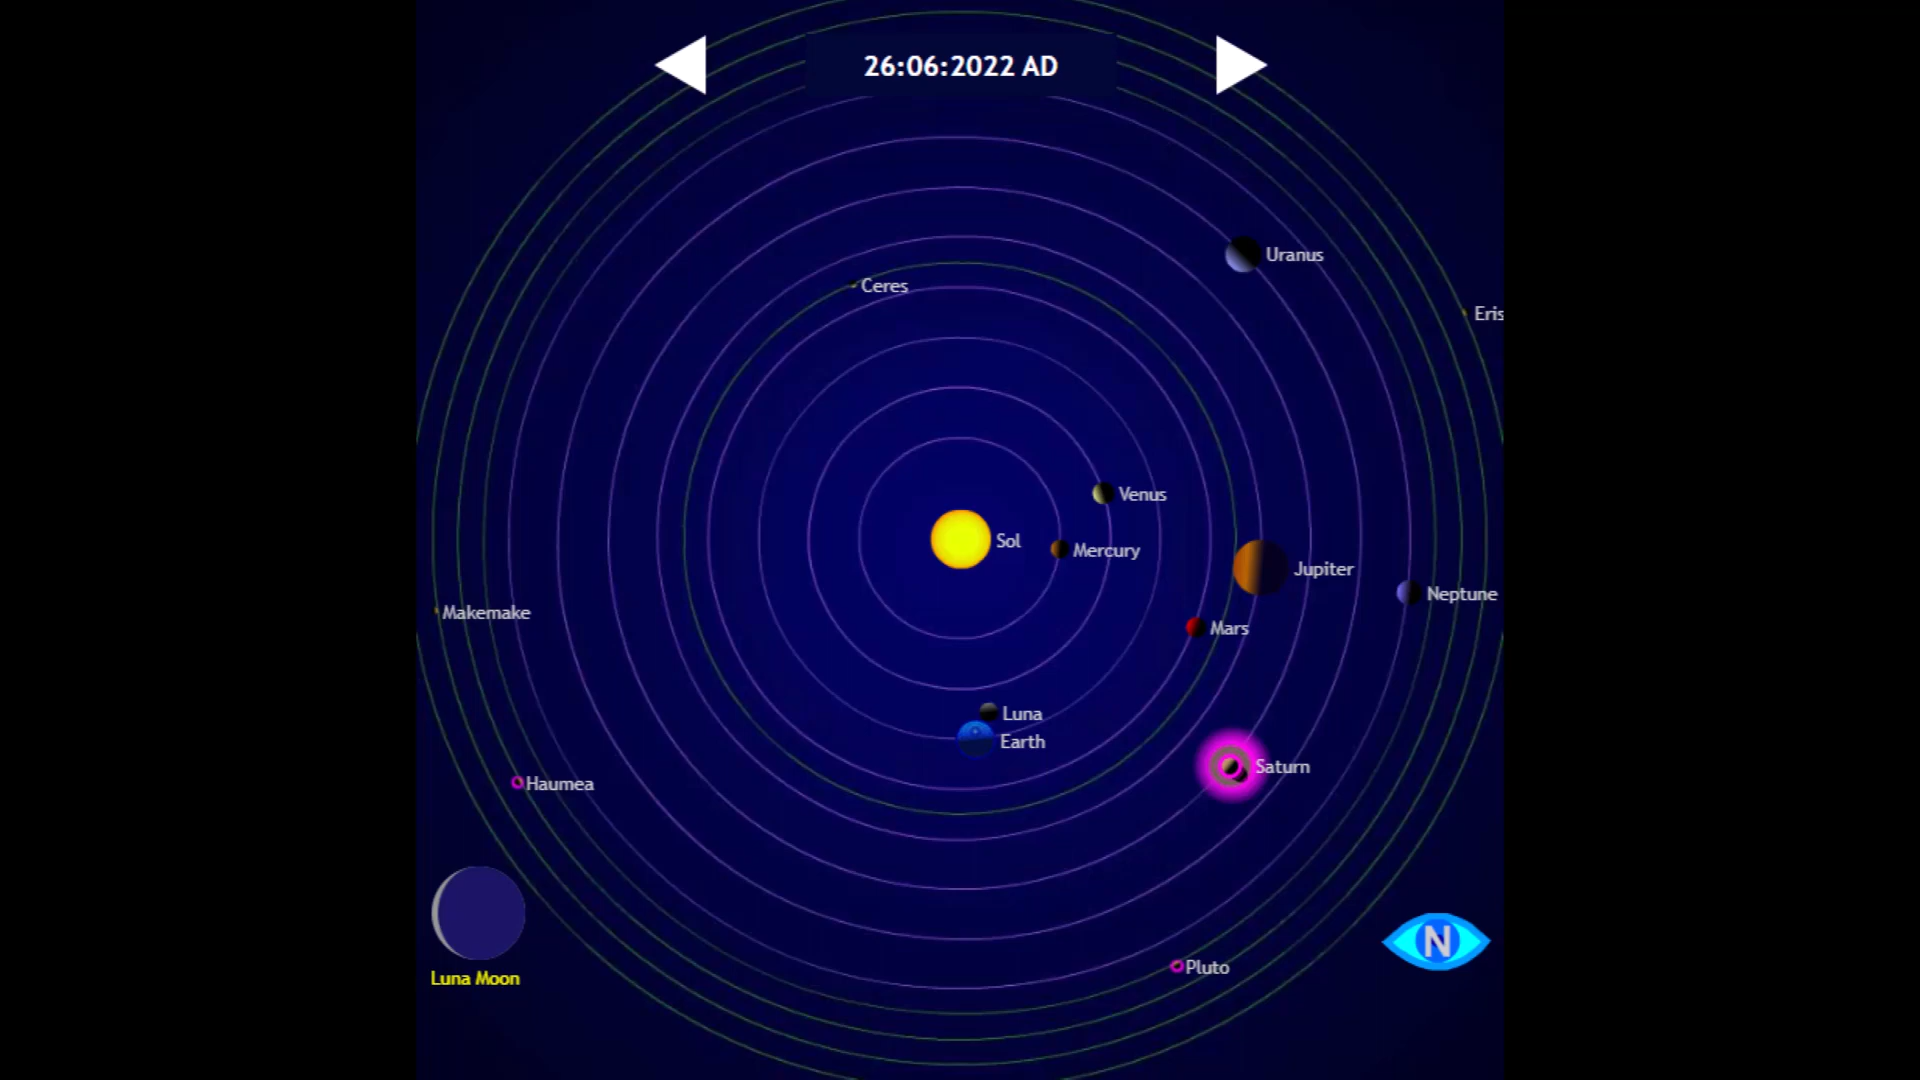 26:06:2022 AD
Uranus
Ceres
Eris
Venus
Sol
Mercury
Jupiter
Neptune
Makemake
Mars
Luna
Earth
Saturn
Haumea
N
Pluto
Luna Moon